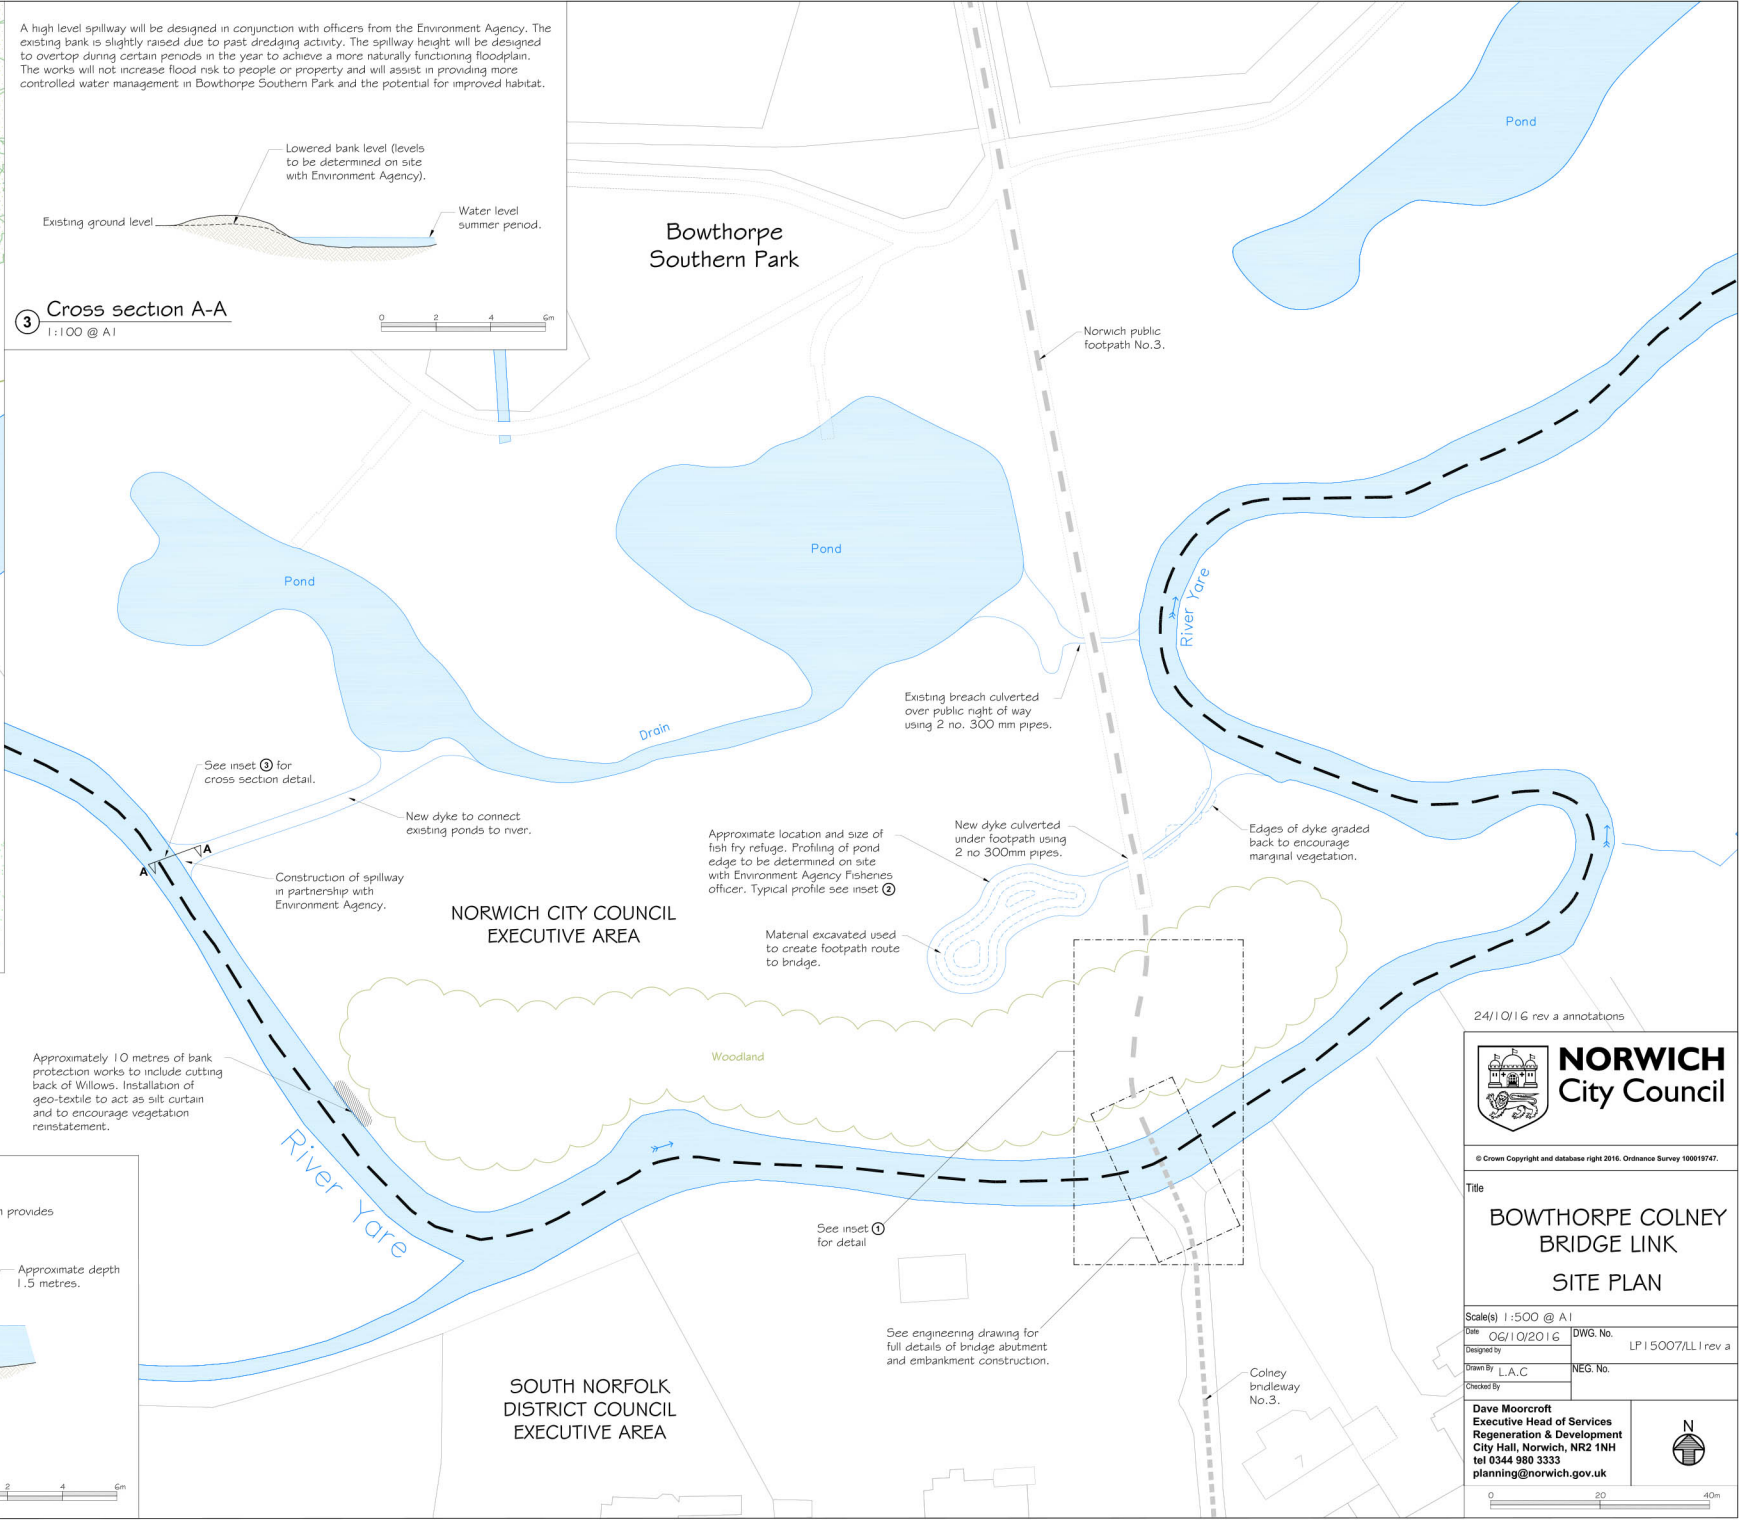 A high level spillway will be designed in conjunction with officers from the Environment Agency. The
existing bank is slightly raised due to past dredging activity. The spillway height will be designed
to overtop during certain periods in the year to achieve a more naturally functioning floodplain.
The works will not increase flood risk to people or property and will assist in providing more
controlled water management in Bowthorpe Southern Park and the potential for improved habitat.
Lowered bank level (levels
to be determined on site
with Environment Agency).
Existing ground level
Water level
summer period.
3 Cross section A-A
1:100 @ A1
0 2 4 6m
Bowthorpe
Southern Park
Pond
Norwich public
footpath No.3.
Pond
Pond
River Yare
Existing breach culverted
over public right of way
using 2 no. 300 mm pipes.
Drain
See inset 3 for
cross section detail.
New dyke to connect
existing ponds to river.
A
A
Construction of spillway
in partnership with
Environment Agency.
Approximate location and size of
fish fry refuge. Profiling of pond
edge to be determined on site
with Environment Agency Fisheries
officer. Typical profile see inset 2
New dyke culverted
under footpath using
2 no 300mm pipes.
Edges of dyke graded
back to encourage
marginal vegetation.
NORWICH CITY COUNCIL
EXECUTIVE AREA
Material excavated used
to create footpath route
to bridge.
Woodland
Approximately 10 metres of bank
protection works to include cutting
back of Willows. Installation of
geo-textile to act as silt curtain
and to encourage vegetation
reinstatement.
River Yare
n provides
Approximate depth
1.5 metres.
2 4 6m
See inset 1
for detail
See engineering drawing for
full details of bridge abutment
and embankment construction.
Colney
bridleway
No.3.
SOUTH NORFOLK
DISTRICT COUNCIL
EXECUTIVE AREA
7
24/10/16 rev a annotations
NORWICH
City Council
© Crown Copyright and database right 2016. Ordnance Survey 100019747.
Title
BOWTHORPE COLNEY
BRIDGE LINK
SITE PLAN
Scale(s) 1:500 @ A1
Date 06/10/2016
DWG. No.
LP15007/LL1rev a
Designed by
Drawn By L.A.C
NEG. No.
Checked By
Dave Moorcroft
Executive Head of Services
Regeneration & Development
City Hall, Norwich, NR2 1NH
tel 0344 980 3333
planning@norwich.gov.uk
N
0 20 40m